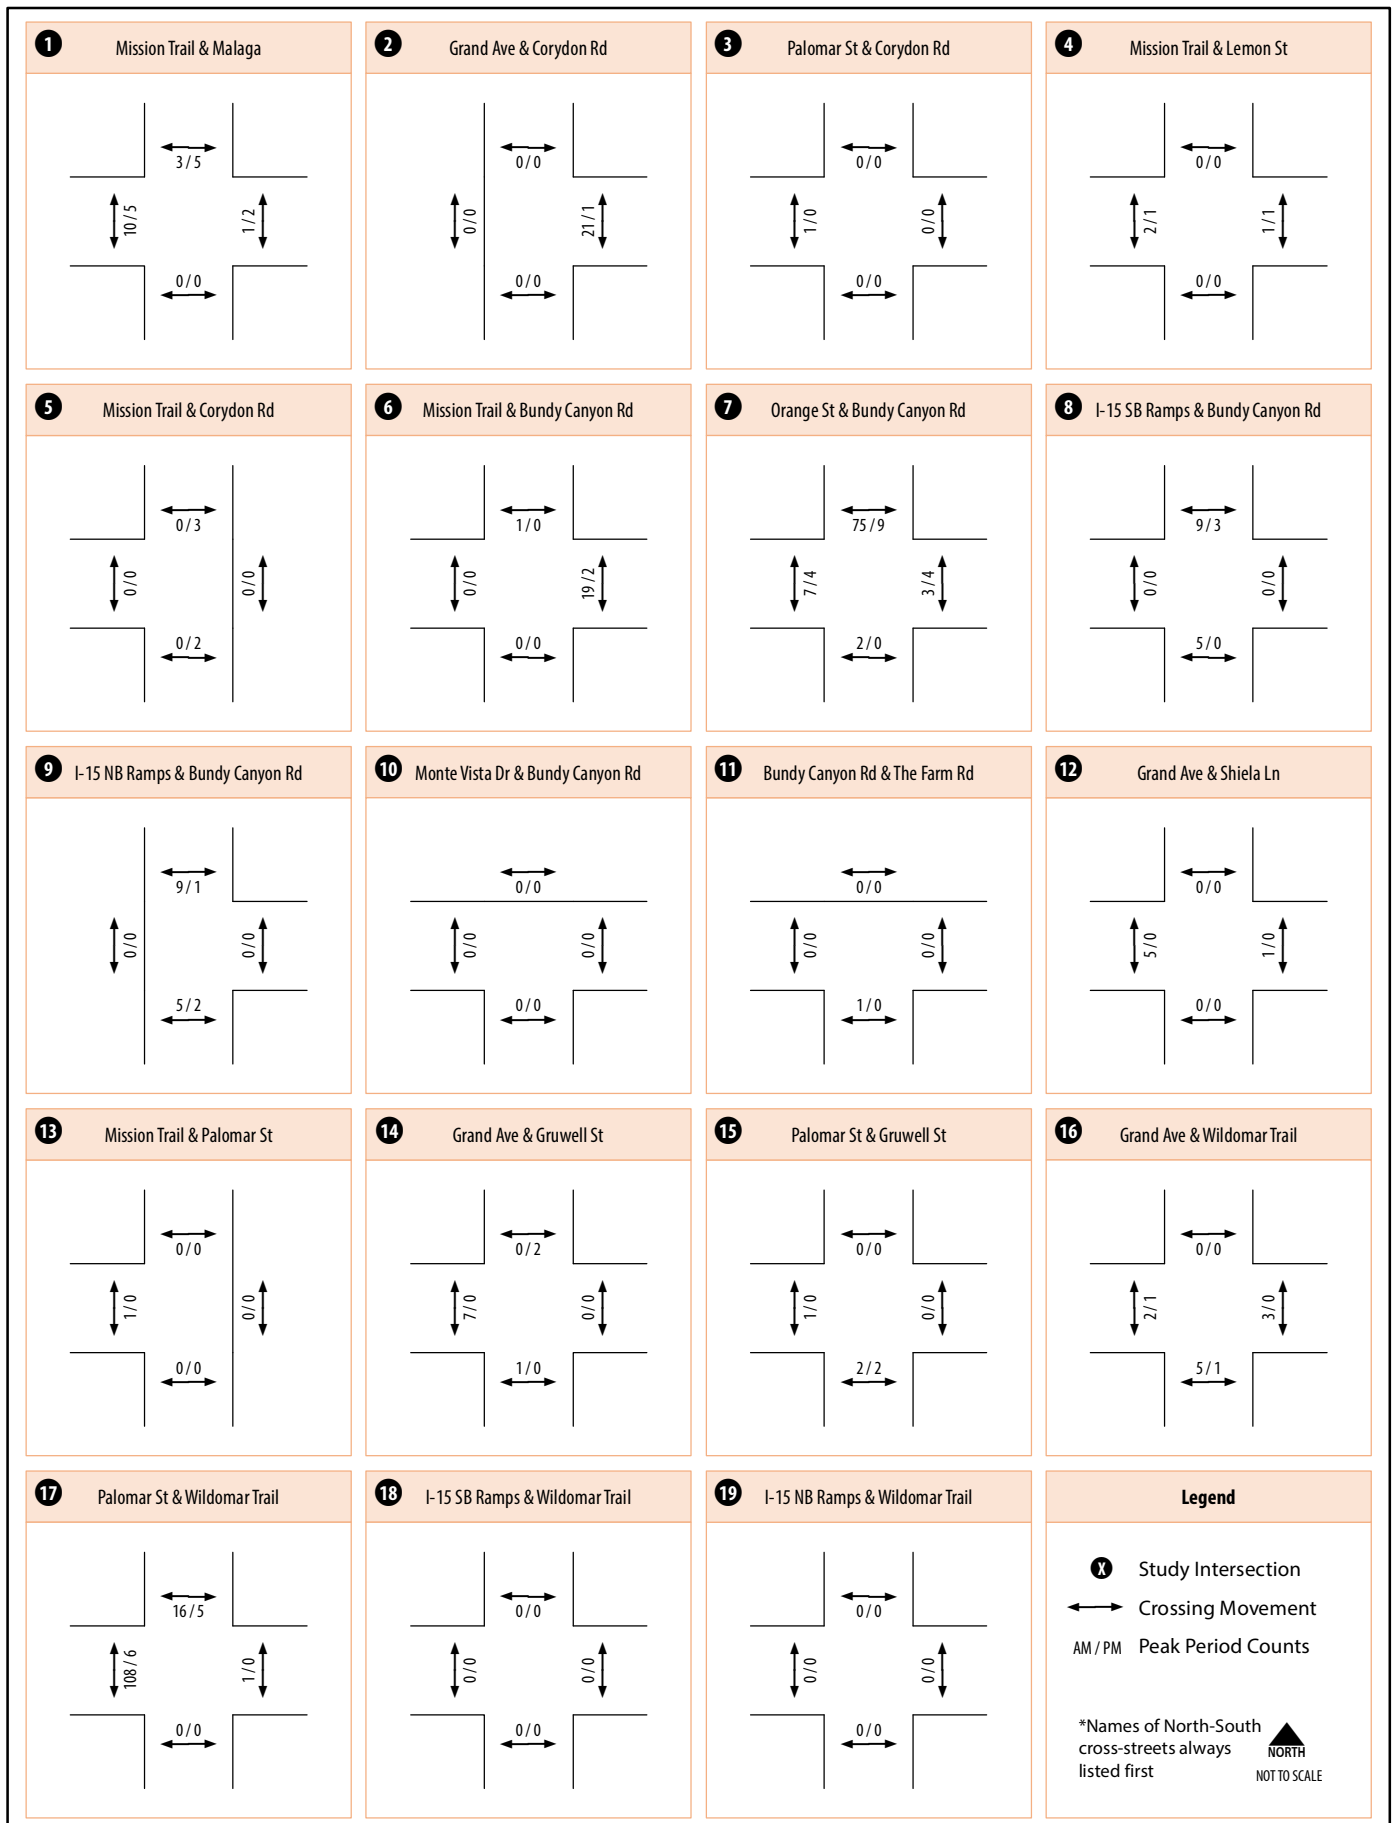 1 Mission Trail & Malaga
3 / 5
10 / 5
1 / 2
0 / 0
2 Grand Ave & Corydon Rd
0 / 0
0 / 0
21 / 1
0 / 0
3 Palomar St & Corydon Rd
0 / 0
1 / 0
0 / 0
0 / 0
4 Mission Trail & Lemon St
0 / 0
2 / 1
1 / 1
0 / 0
5 Mission Trail & Corydon Rd
0 / 3
0 / 0
0 / 0
0 / 2
6 Mission Trail & Bundy Canyon Rd
1 / 0
0 / 0
19 / 2
0 / 0
7 Orange St & Bundy Canyon Rd
75 / 9
7 / 4
3 / 4
2 / 0
8 I-15 SB Ramps & Bundy Canyon Rd
9 / 3
0 / 0
0 / 0
5 / 0
9 I-15 NB Ramps & Bundy Canyon Rd
9 / 1
0 / 0
0 / 0
5 / 2
10 Monte Vista Dr & Bundy Canyon Rd
0 / 0
0 / 0
0 / 0
0 / 0
11 Bundy Canyon Rd & The Farm Rd
0 / 0
0 / 0
0 / 0
1 / 0
12 Grand Ave & Shiela Ln
0 / 0
5 / 0
1 / 0
0 / 0
13 Mission Trail & Palomar St
0 / 0
1 / 0
0 / 0
0 / 0
14 Grand Ave & Gruwell St
0 / 2
7 / 0
0 / 0
1 / 0
15 Palomar St & Gruwell St
0 / 0
1 / 0
0 / 0
2 / 2
16 Grand Ave & Wildomar Trail
0 / 0
2 / 1
3 / 0
5 / 1
17 Palomar St & Wildomar Trail
16 / 5
108 / 6
1 / 0
0 / 0
18 I-15 SB Ramps & Wildomar Trail
0 / 0
0 / 0
0 / 0
0 / 0
19 I-15 NB Ramps & Wildomar Trail
0 / 0
0 / 0
0 / 0
0 / 0
Legend
X Study Intersection
Crossing Movement
AM / PM Peak Period Counts
*Names of North-South
cross-streets always
listed first
NORTH
NOT TO SCALE